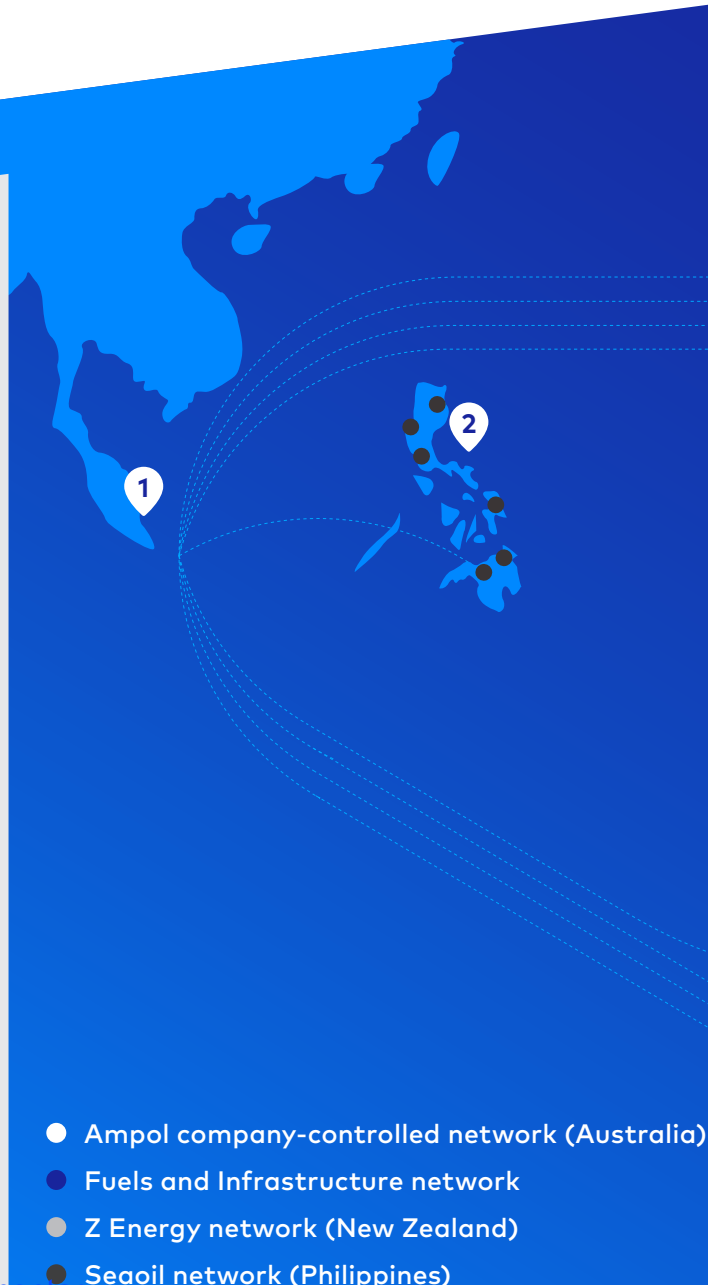 2
1
Ampol company-controlled network (Australia)
Fuels and Infrastructure network
Z Energy network (New Zealand)
Seaoil network (Philippines)